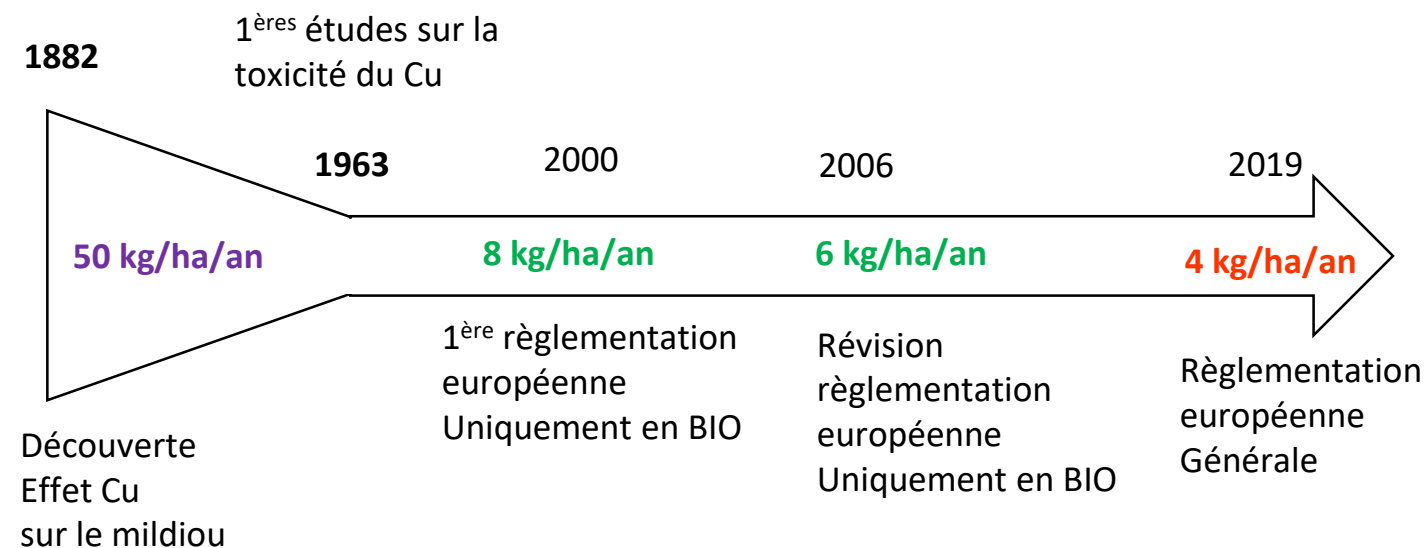 1882
1ères études sur la
toxicité du Cu
1963
2000
2006
2019
50 kg/ha/an
8 kg/ha/an
6 kg/ha/an
4 kg/ha/an
Découverte
Effet Cu
sur le mildiou
1ère règlementation
européenne
Uniquement en BIO
Révision
règlementation
européenne
Uniquement en BIO
Règlementation
européenne
Générale